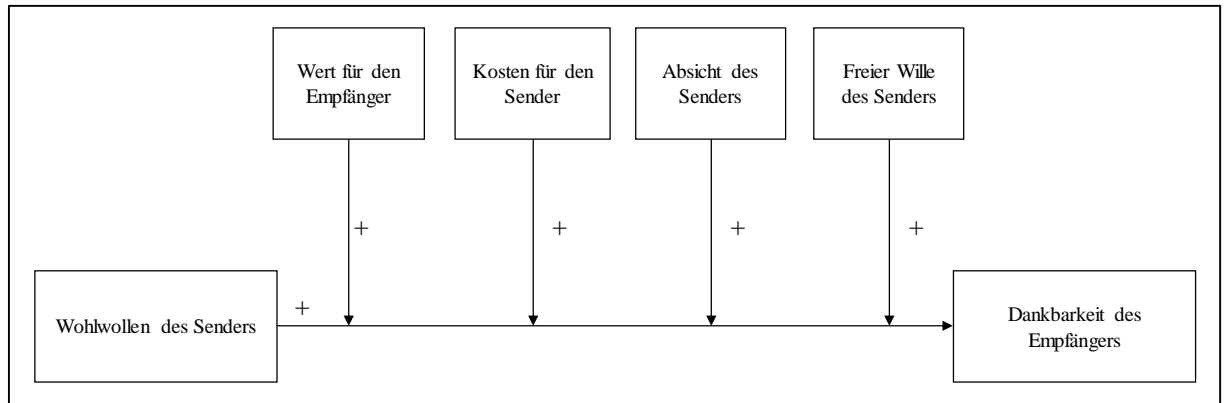 Wert für den
Empfänger
Kosten für den
Sender
Absicht des
Senders
Freier Wille
des Senders
+
+
+
+
+
Wohlwollen des Senders
Dankbarkeit des
Empfängers